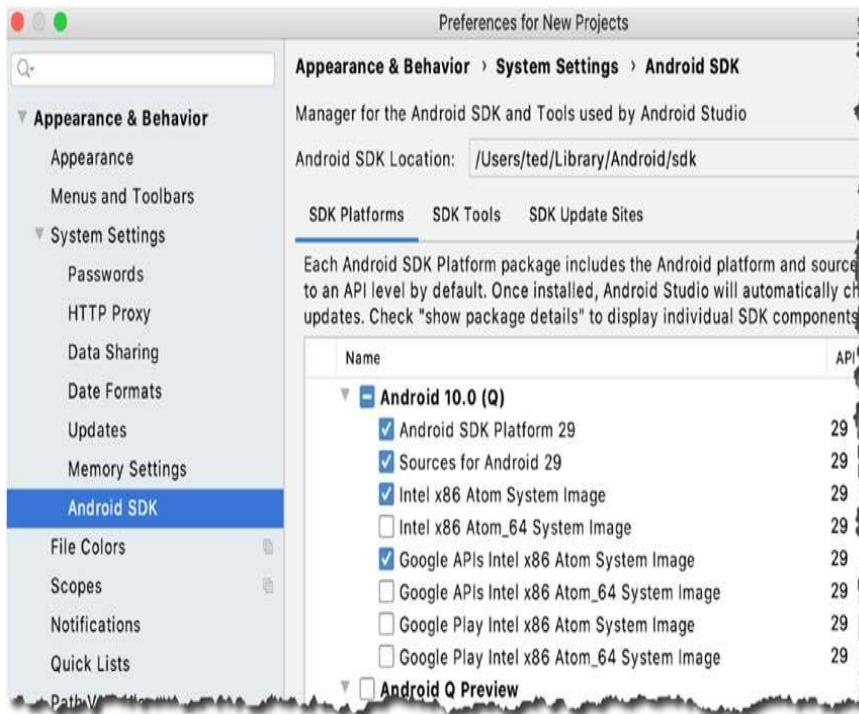 Preferences for New Projects
Appearance & Behavior
Appearance
Menus and Toolbars
System Settings
Passwords
HTTP Proxy
Data Sharing
Date Formats
Updates
Memory Settings
Android SDK
File Colors
Scopes
Notifications
Quick Lists
Appearance & Behavior › System Settings › Android SDK
Manager for the Android SDK and Tools used by Android Studio
Android SDK Location: /Users/ted/Library/Android/sdk
SDK Platforms SDK Tools SDK Update Sites
Each Android SDK Platform package includes the Android platform and source
to an API level by default. Once installed, Android Studio will automatically ch
updates. Check "show package details" to display individual SDK components
Name API
Android 10.0 (Q)
Android SDK Platform 29 29
Sources for Android 29 29
Intel x86 Atom System Image 29
Intel x86 Atom_64 System Image 29
Google APIs Intel x86 Atom System Image 29
Google APIs Intel x86 Atom_64 System Image 29
Google Play Intel x86 Atom System Image 29
Google Play Intel x86 Atom_64 System Image 29
Android Q Preview